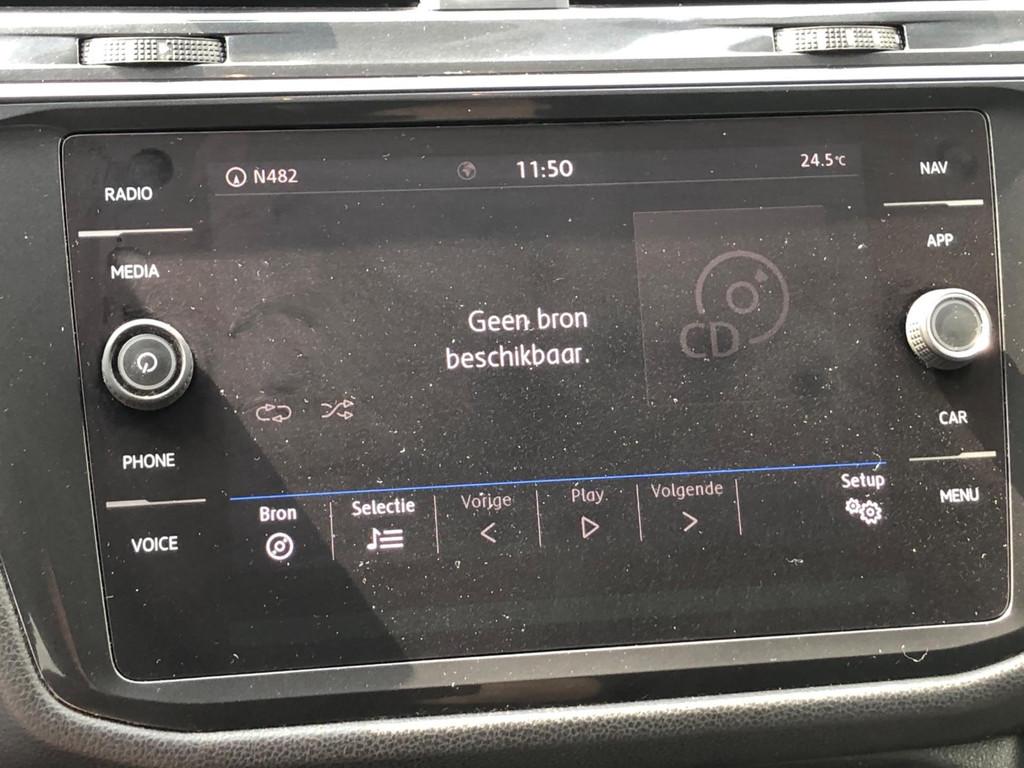 RADIO
MEDIA
PHONE
VOICE
N482
11:50
24.5°C
Geen bron
beschikbaar.
CD
Bron
Selectie
Vorige
Play
Volgende
Setup
NAV
APP
CAR
MENU